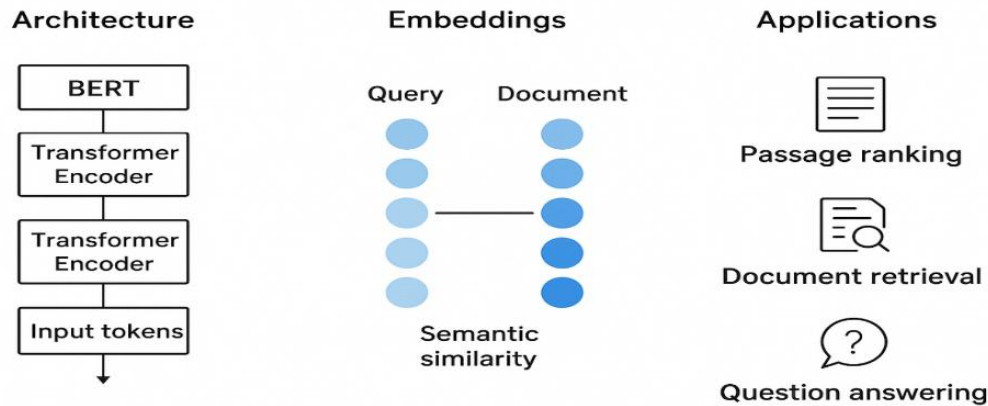 Architecture
BERT
Transformer
Encoder
Transformer
Encoder
Input tokens
Embeddings
Query
Document
Semantic
similarity
Applications
Passage ranking
Document retrieval
?
Question answering